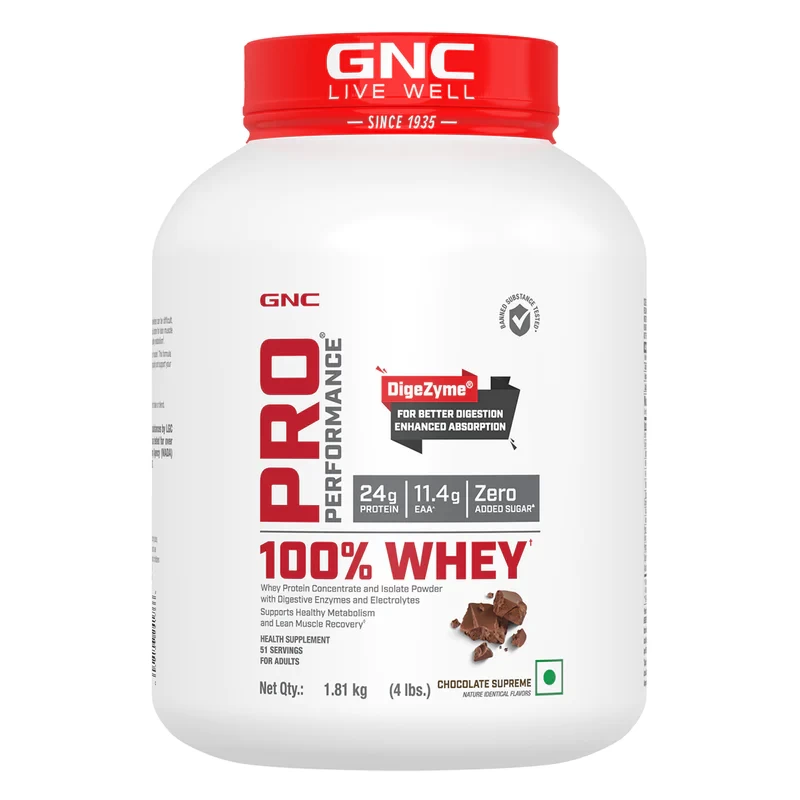 GNC
LIVE WELL
SINCE 1935
GNC
BANNED SUBSTANCE TESTED
PRO
PERFORMANCE®
DigeZyme®
FOR BETTER DIGESTION
ENHANCED ABSORPTION
24g
PROTEIN
11.4g
EAA^
Zero
ADDED SUGAR
100% WHEY†
Whey Protein Concentrate and Isolate Powder
with Digestive Enzymes and Electrolytes
Supports Healthy Metabolism
and Lean Muscle Recovery†
HEALTH SUPPLEMENT
51 SERVINGS
FOR ADULTS
Net Qty.: 1.81 kg (4 lbs.)
CHOCOLATE SUPREME
NATURE IDENTICAL FLAVORS